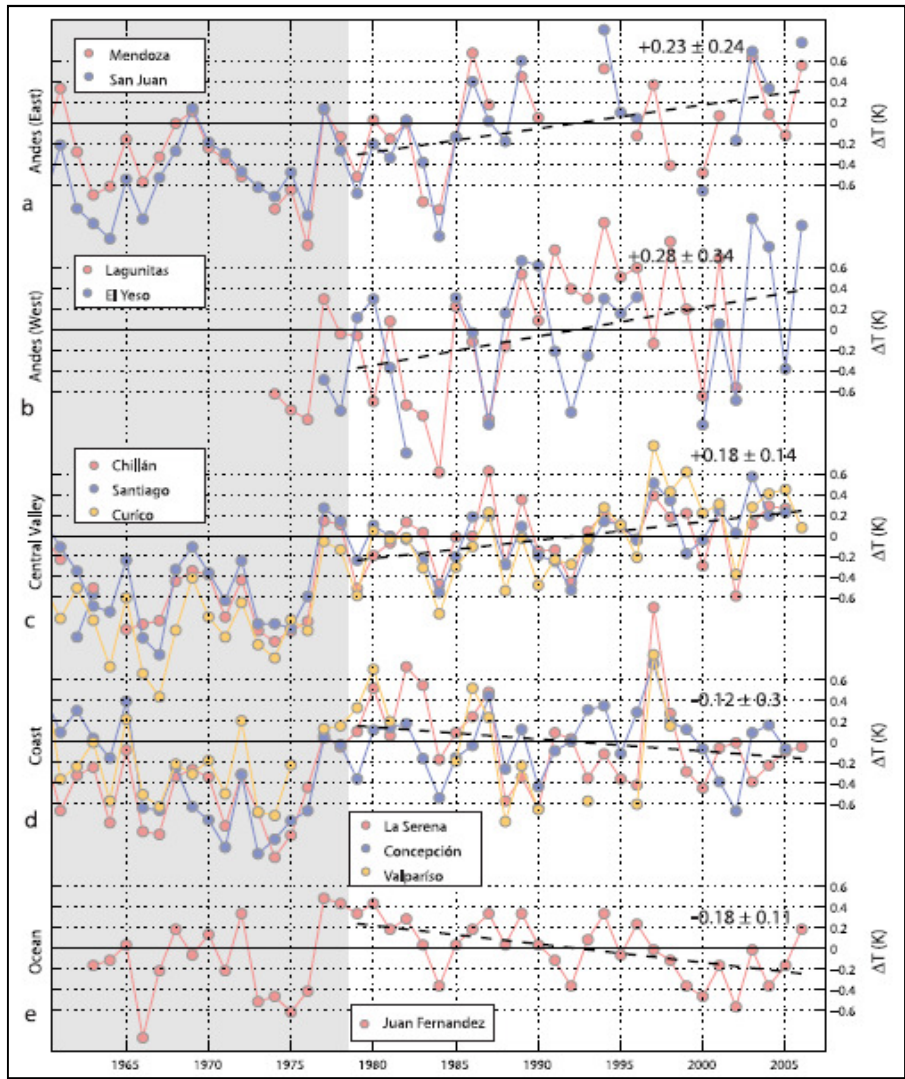 Mendoza
San Juan
+0.23 ± 0.24
0.6
0.4
0.2
0
-0.2
-0.4
-0.6
Andes (East)
ΔT (K)
a
Lagunitas
El Yeso
+0.28 ± 0.34
0.6
0.4
0.2
0
-0.2
-0.4
-0.6
Andes (West)
ΔT (K)
b
Chillán
Santiago
Curíco
+0.18 ± 0.14
0.6
0.4
0.2
0
-0.2
-0.4
-0.6
Central Valley
ΔT (K)
c
-0.12 ± 0.3
0.6
0.4
0.2
0
-0.2
-0.4
-0.6
Coast
ΔT (K)
d
La Serena
Concepción
Valparíso
-0.18 ± 0.11
0.6
0.4
0.2
0
-0.2
-0.4
-0.6
Ocean
ΔT (K)
e
Juan Fernandez
1965 1970 1975 1980 1985 1990 1995 2000 2005